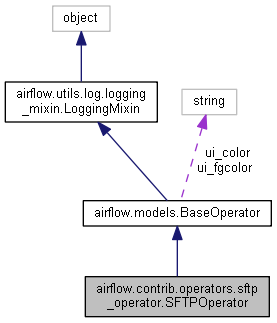 object
airflow.utils.log.logging
_mixin.LoggingMixin
string
ui_color
ui_fgcolor
airflow.models.BaseOperator
airflow.contrib.operators.sftp
_operator.SFTPOperator